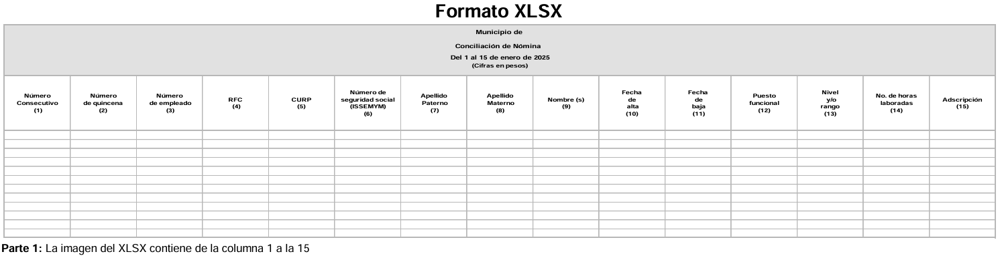 Formato XLSX
Municipio de
Conciliación de Nómina
Del 1 al 15 de enero de 2025
(Cifras en pesos)
Número
Consecutivo
(1)
Número
de quincena
(2)
Número
de empleado
(3)
RFC
(4)
CURP
(5)
Número de
seguridad social
(ISSEMYM)
(6)
Apellido
Paterno
(7)
Apellido
Materno
(8)
Nombre (s)
(9)
Fecha
de
alta
(10)
Fecha
de
baja
(11)
Puesto
funcional
(12)
Nivel
y/o
rango
(13)
No. de horas
laboradas
(14)
Adscripción
(15)
Parte 1: La imagen del XLSX contiene de la columna 1 a la 15